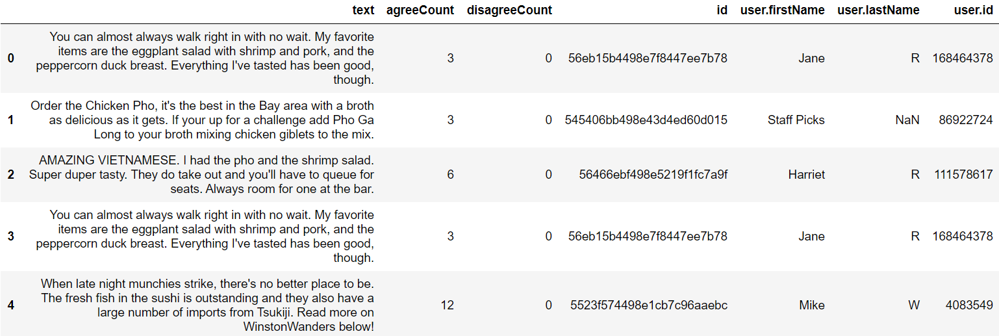 text agreeCount disagreeCount id user.firstName user.lastName user.id
You can almost always walk right in with no wait. My favorite
items are the eggplant salad with shrimp and pork, and the
0 peppercorn duck breast. Everything I've tasted has been good, 3 0 56eb15b4498e7f8447ee7b78 Jane R 168464378
though.
Order the Chicken Pho, it's the best in the Bay area with a broth
1 as delicious as it gets. If your up for a challenge add Pho Ga 3 0 545406bb498e43d4ed60d015 Staff Picks NaN 86922724
Long to your broth mixing chicken giblets to the mix.
AMAZING VIETNAMESE. I had the pho and the shrimp salad.
2 Super duper tasty. They do take out and you'll have to queue for 6 0 56466ebf498e5219f1fc7a9f Harriet R 111578617
seats. Always room for one at the bar.
You can almost always walk right in with no wait. My favorite
items are the eggplant salad with shrimp and pork, and the
3 peppercorn duck breast. Everything I've tasted has been good, 3 0 56eb15b4498e7f8447ee7b78 Jane R 168464378
though.
When late night munchies strike, there's no better place to be.
The fresh fish in the sushi is outstanding and they also have a
4 large number of imports from Tsukiji. Read more on 12 0 5523f574498e1cb7c96aaebc Mike W 4083549
WinstonWanders below!